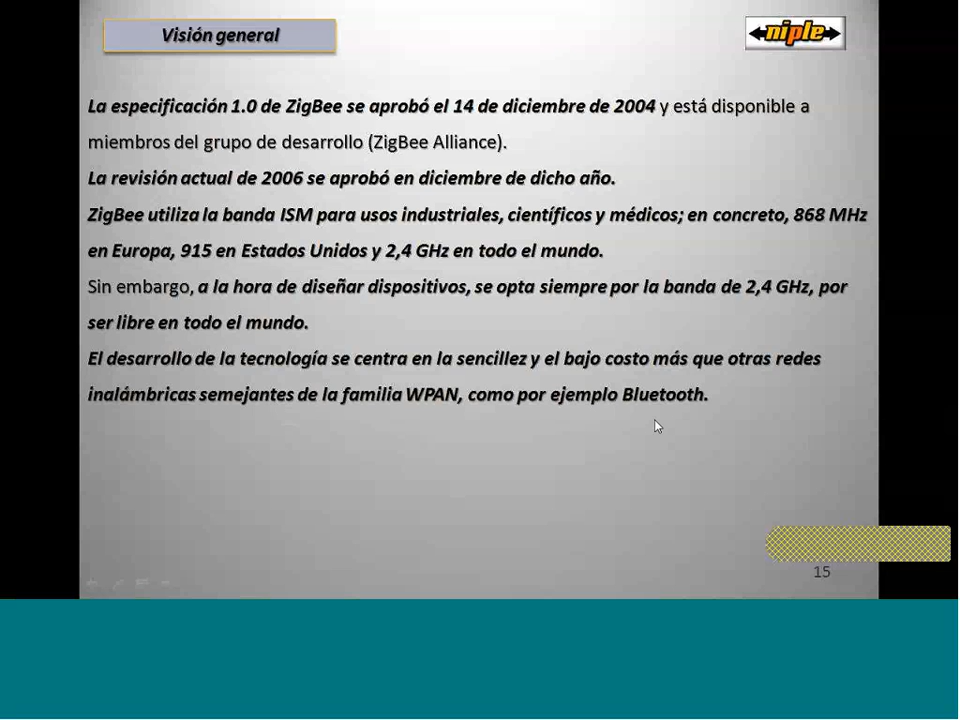 Visión general
niple
La especificación 1.0 de ZigBee se aprobó el 14 de diciembre de 2004 y está disponible a
miembros del grupo de desarrollo (ZigBee Alliance).
La revisión actual de 2006 se aprobó en diciembre de dicho año.
ZigBee utiliza la banda ISM para usos industriales, científicos y médicos; en concreto, 868 MHz
en Europa, 915 en Estados Unidos y 2,4 GHz en todo el mundo.
Sin embargo, a la hora de diseñar dispositivos, se opta siempre por la banda de 2,4 GHz, por
ser libre en todo el mundo.
El desarrollo de la tecnología se centra en la sencillez y el bajo costo más que otras redes
inalámbricas semejantes de la familia WPAN, como por ejemplo Bluetooth.
15